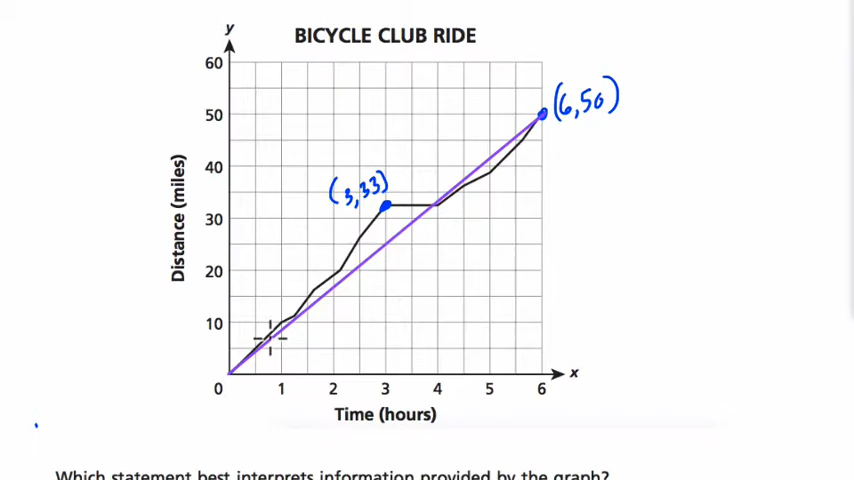 y
BICYCLE CLUB RIDE
60
50
(6,50)
40
(3,33)
30
20
10
0
1
2
3
4
5
6
x
Distance (miles)
Time (hours)
Which statement best interprets information provided by the graph?